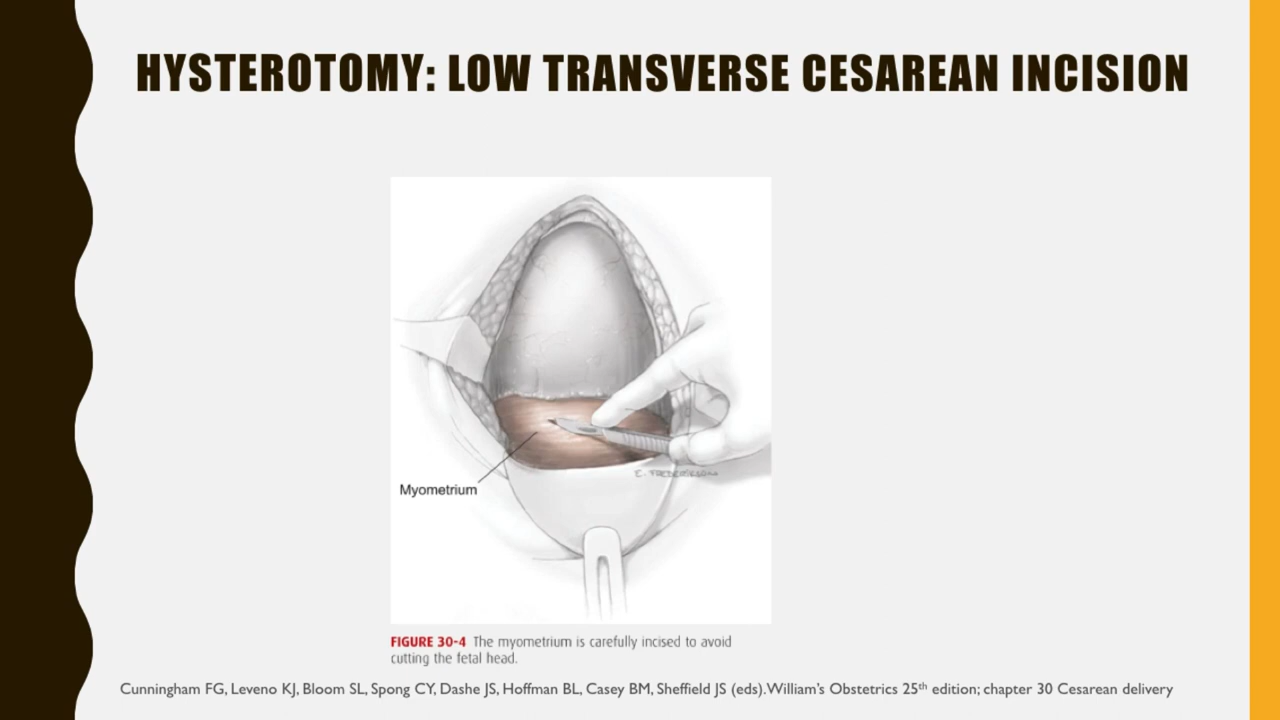 HYSTEROTOMY: LOW TRANSVERSE CESAREAN INCISION
Myometrium
FIGURE 30-4 The myometrium is carefully incised to avoid
cutting the fetal head.
Cunningham FG, Leveno KJ, Bloom SL, Spong CY, Dashe JS, Hoffman BL, Casey BM, Sheffield JS (eds).William’s Obstetrics 25th edition; chapter 30 Cesarean delivery